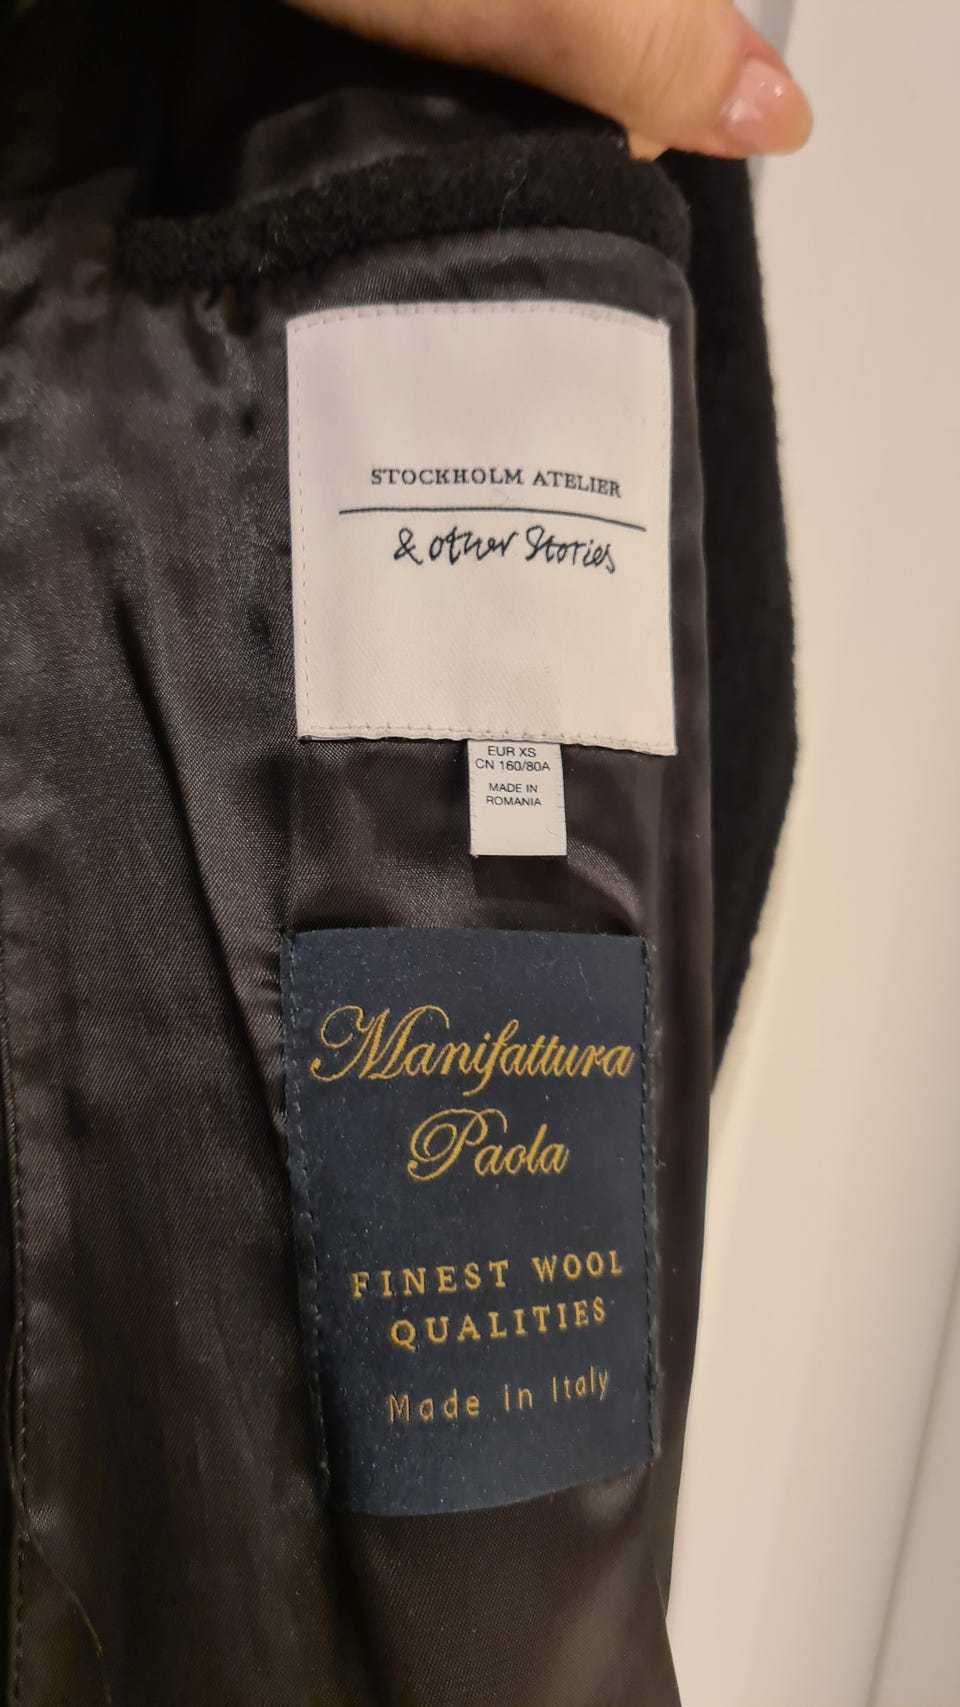 STOCKHOLM ATELIER
& other Stories
EUR XS
CN 160/80A
MADE IN
ROMANIA
Manifattura
Paola
FINEST WOOL
QUALITIES
Made in Italy